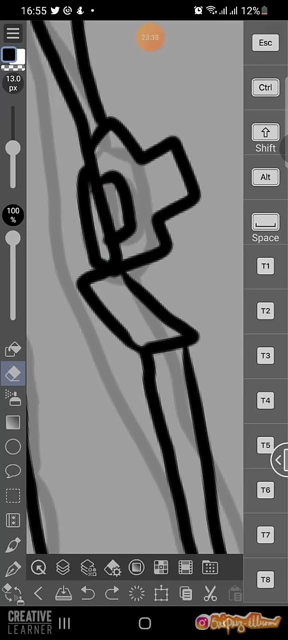 16:55
12%
23:35
Esc
13.0
px
Ctrl
Shift
Alt
100
%
Space
T1
T2
T3
T4
T5
T6
T7
T8
CREATIVE
LEARNER